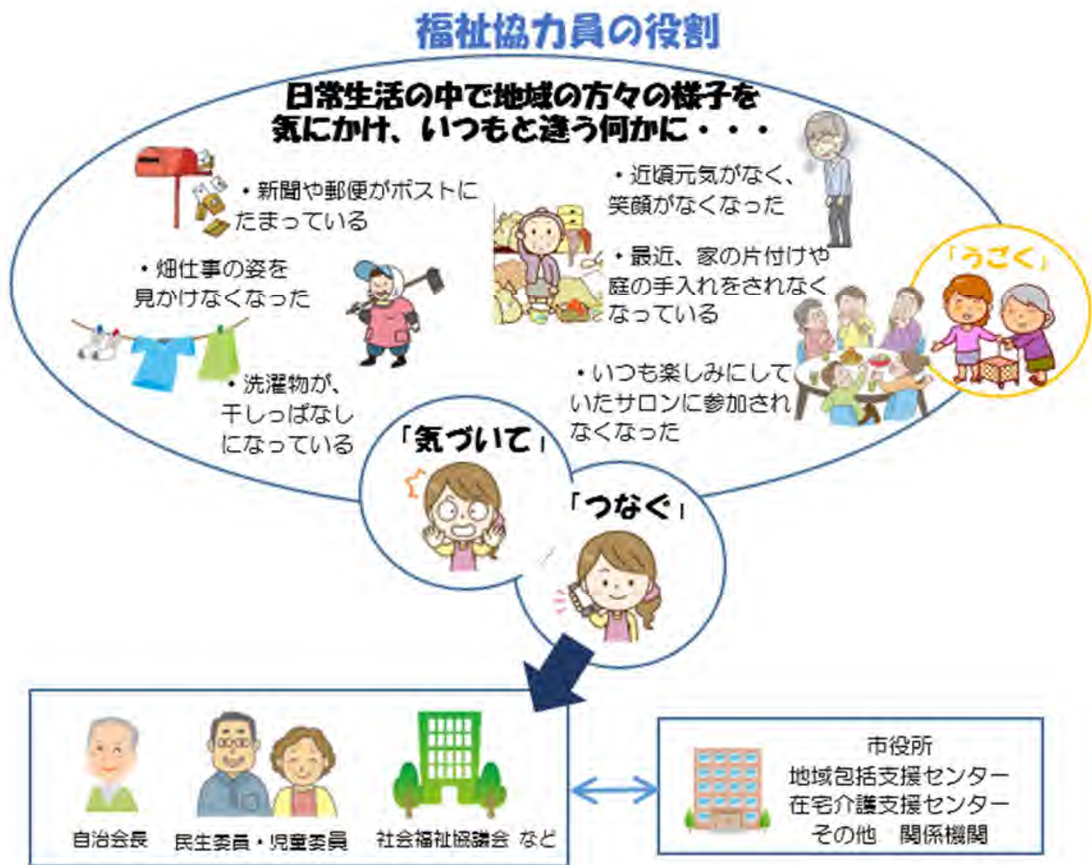 福祉協力員の役割
日常生活の中で地域の方々の様子を
気にかけ、いつもと違う何かに・・・
・新聞や郵便がポストに
たまっている
・近頃元気がなく、
笑顔がなくなった
・畑仕事の姿を
見かけなくなった
・最近、家の片付けや
庭の手入れをされなく
なっている
「うごく」
・洗濯物が、
干しっぱなし
になっている
・いつも楽しみにして
いたサロンに参加され
なくなった
「気づいて」
「つなぐ」
自治会長
民生委員・児童委員
社会福祉協議会 など
市役所
地域包括支援センター
在宅介護支援センター
その他　関係機関